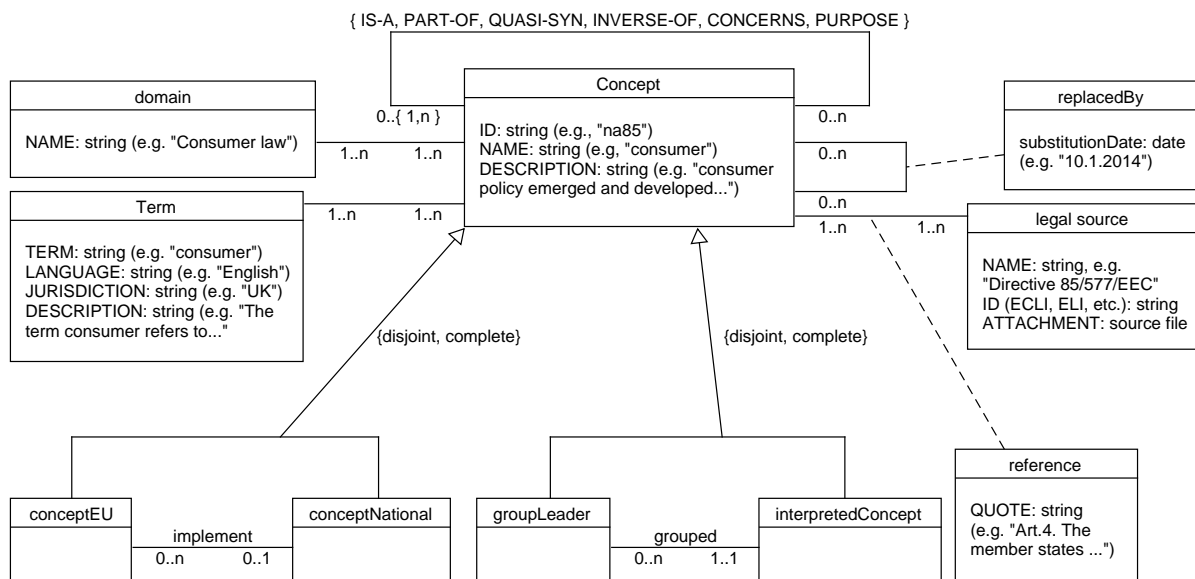 { IS-A, PART-OF, QUASI-SYN, INVERSE-OF, CONCERNS, PURPOSE }
domain
NAME: string (e.g. "Consumer law")
Concept
ID: string (e.g., "na85")
NAME: string (e.g, "consumer")
DESCRIPTION: string (e.g. "consumer
policy emerged and developed...")
replacedBy
substitutionDate: date
(e.g. "10.1.2014")
0..{ 1,n }
0..n
1..n
1..n
0..n
0..n
Term
TERM: string (e.g. "consumer")
LANGUAGE: string (e.g. "English")
JURISDICTION: string (e.g. "UK")
DESCRIPTION: string (e.g. "The
term consumer refers to..."
1..n
1..n
1..n
1..n
legal source
NAME: string, e.g.
"Directive 85/577/EEC"
ID (ECLI, ELI, etc.): string
ATTACHMENT: source file
{disjoint, complete}
{disjoint, complete}
conceptEU
implement
0..n
0..1
conceptNational
groupLeader
grouped
0..n
1..1
interpretedConcept
reference
QUOTE: string
(e.g. "Art.4. The
member states ...")